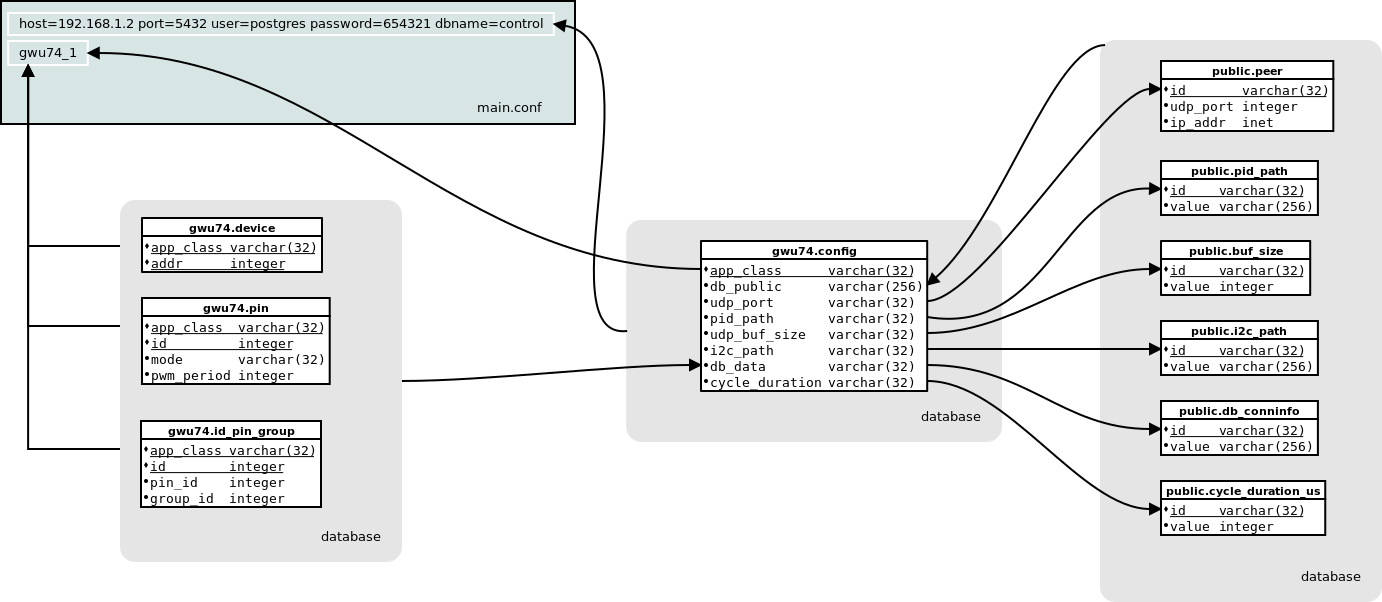 host=192.168.1.2 port=5432 user=postgres password=654321 dbname=control
gwu74_1
main.conf
gwu74.device
app_class varchar(32)
addr integer
gwu74.pin
app_class varchar(32)
id integer
mode varchar(32)
pwm_period integer
gwu74.id_pin_group
app_class varchar(32)
id integer
pin_id integer
group_id integer
database
gwu74.config
app_class varchar(32)
db_public varchar(256)
udp_port varchar(32)
pid_path varchar(32)
udp_buf_size varchar(32)
i2c_path varchar(32)
db_data varchar(32)
cycle_duration varchar(32)
database
public.peer
id varchar(32)
udp_port integer
ip_addr inet
public.pid_path
id varchar(32)
value varchar(256)
public.buf_size
id varchar(32)
value integer
public.i2c_path
id varchar(32)
value varchar(256)
public.db_conninfo
id varchar(32)
value varchar(256)
public.cycle_duration_us
id varchar(32)
value integer
database